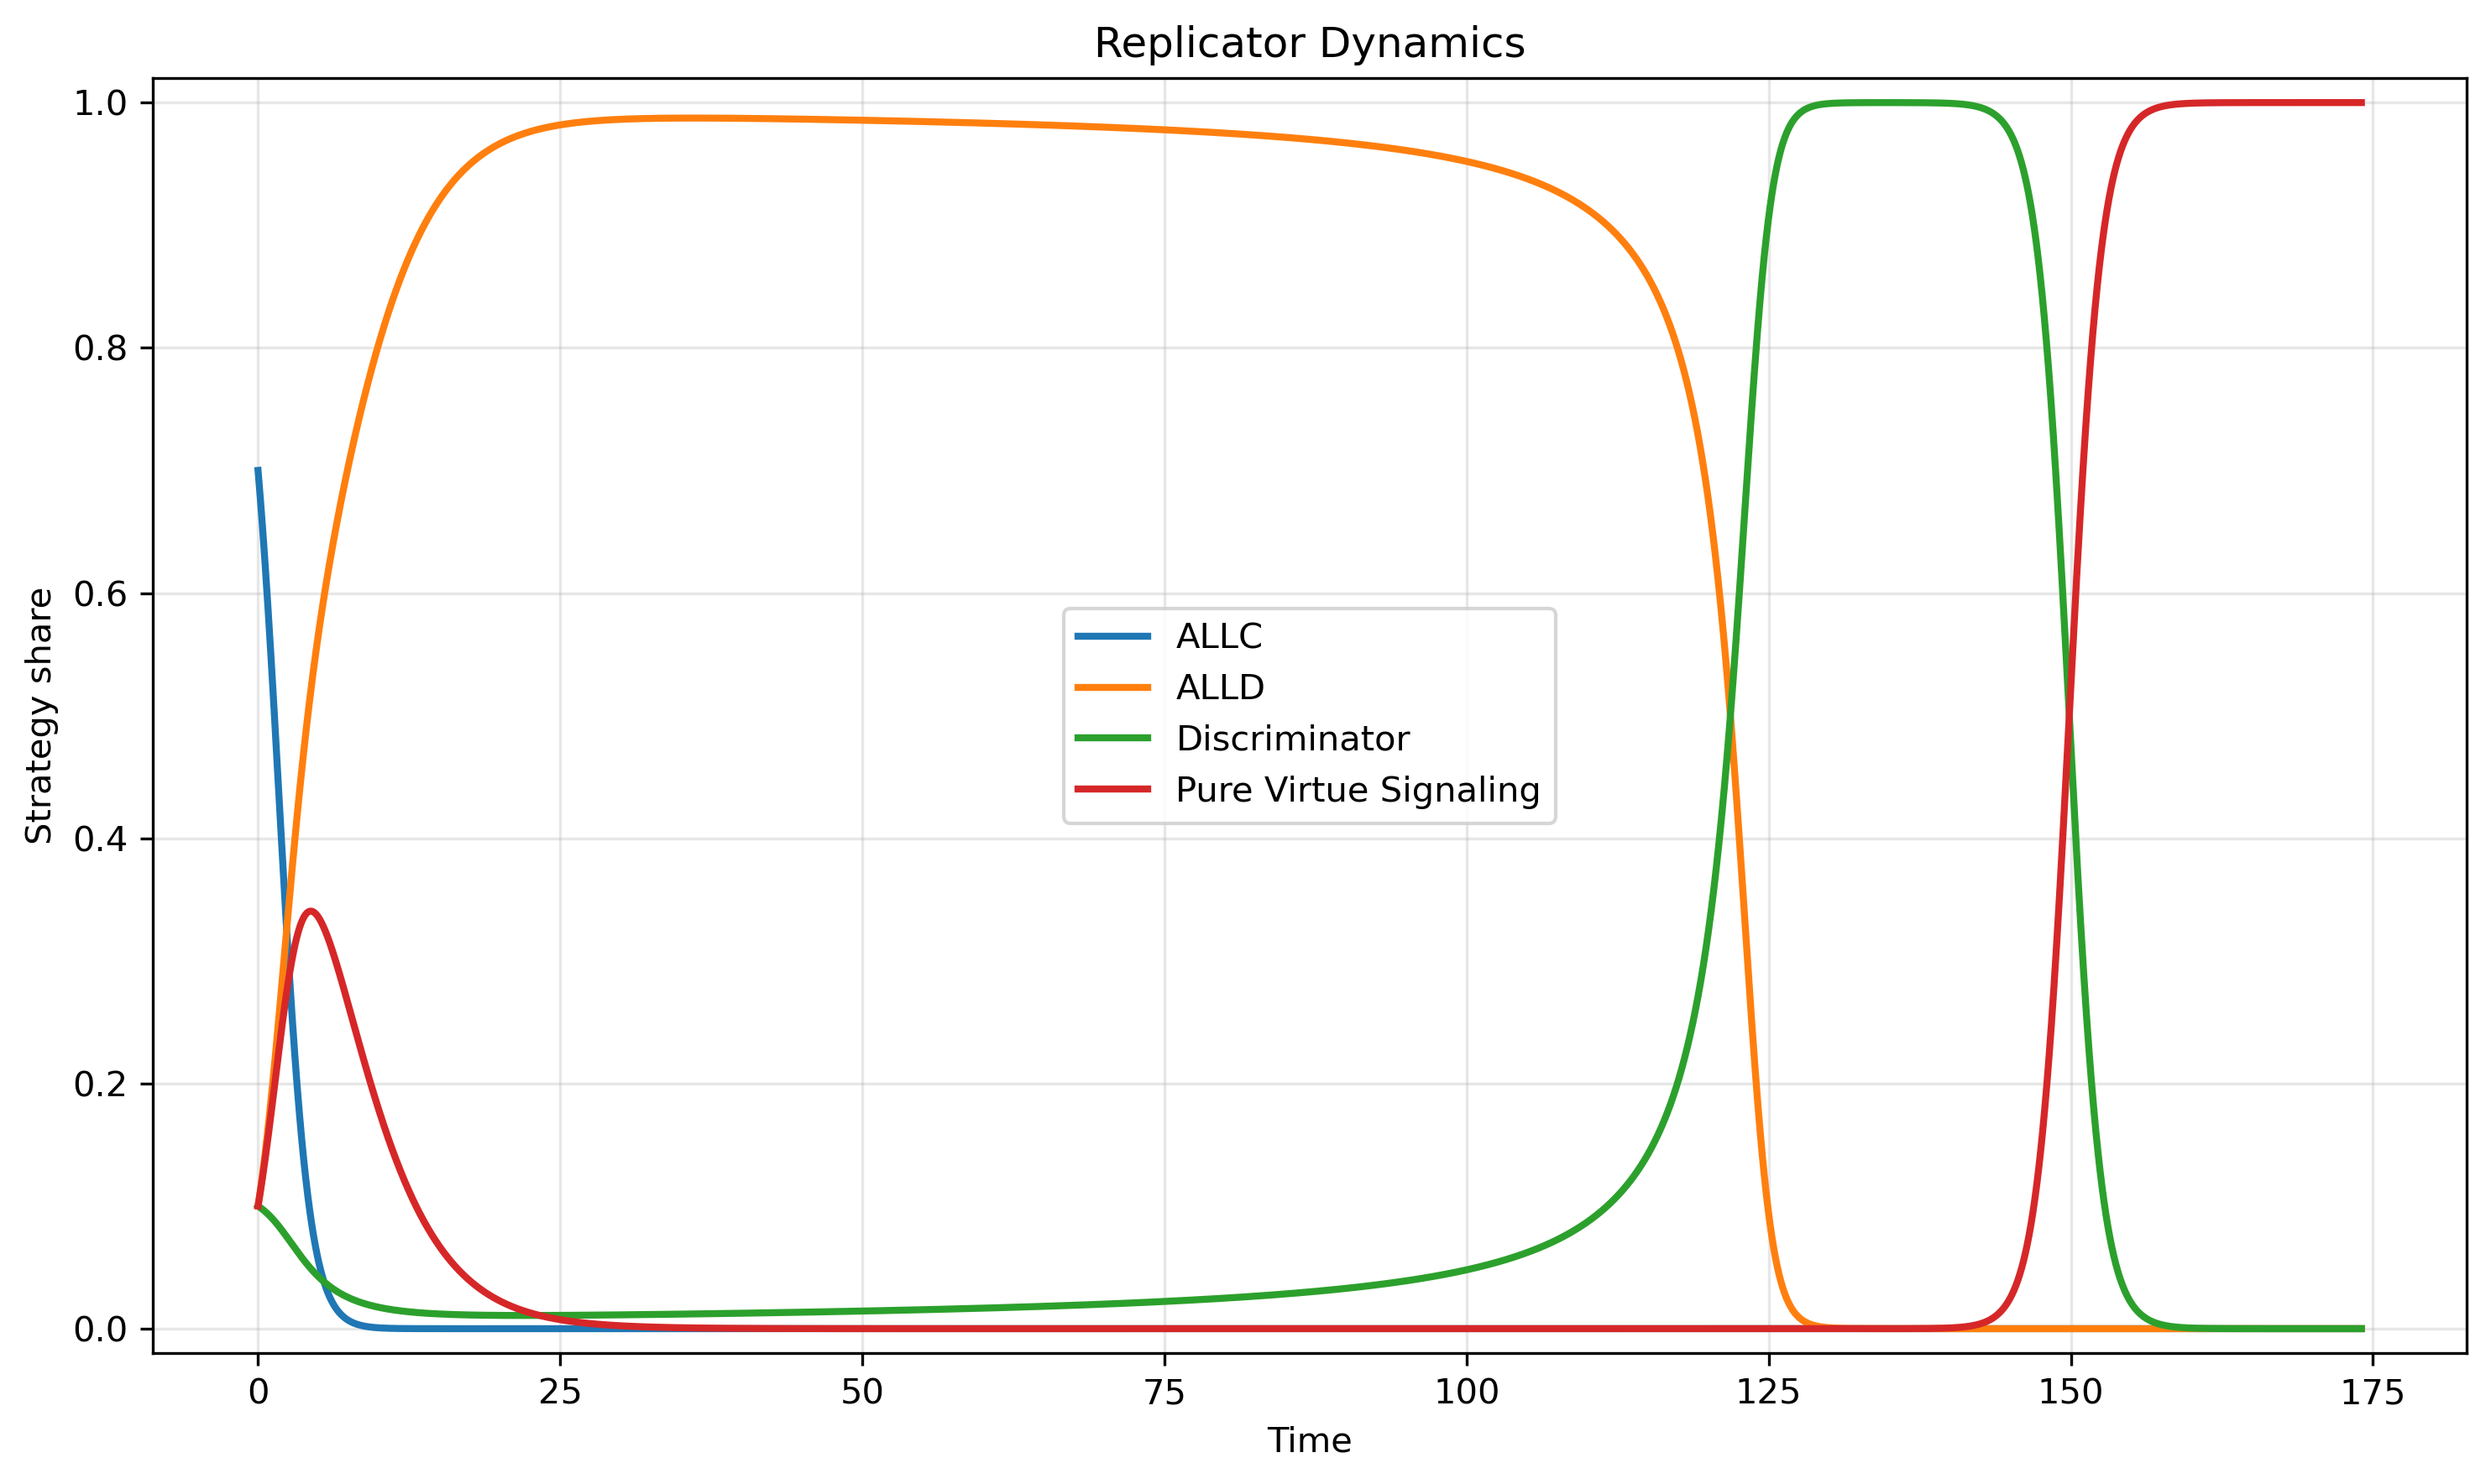 Replicator Dynamics
1.0
0.8
0.6
0.4
0.2
0.0
Strategy share
ALLC
ALLD
Discriminator
Pure Virtue Signaling
0 25 50 75 100 125 150 175
Time